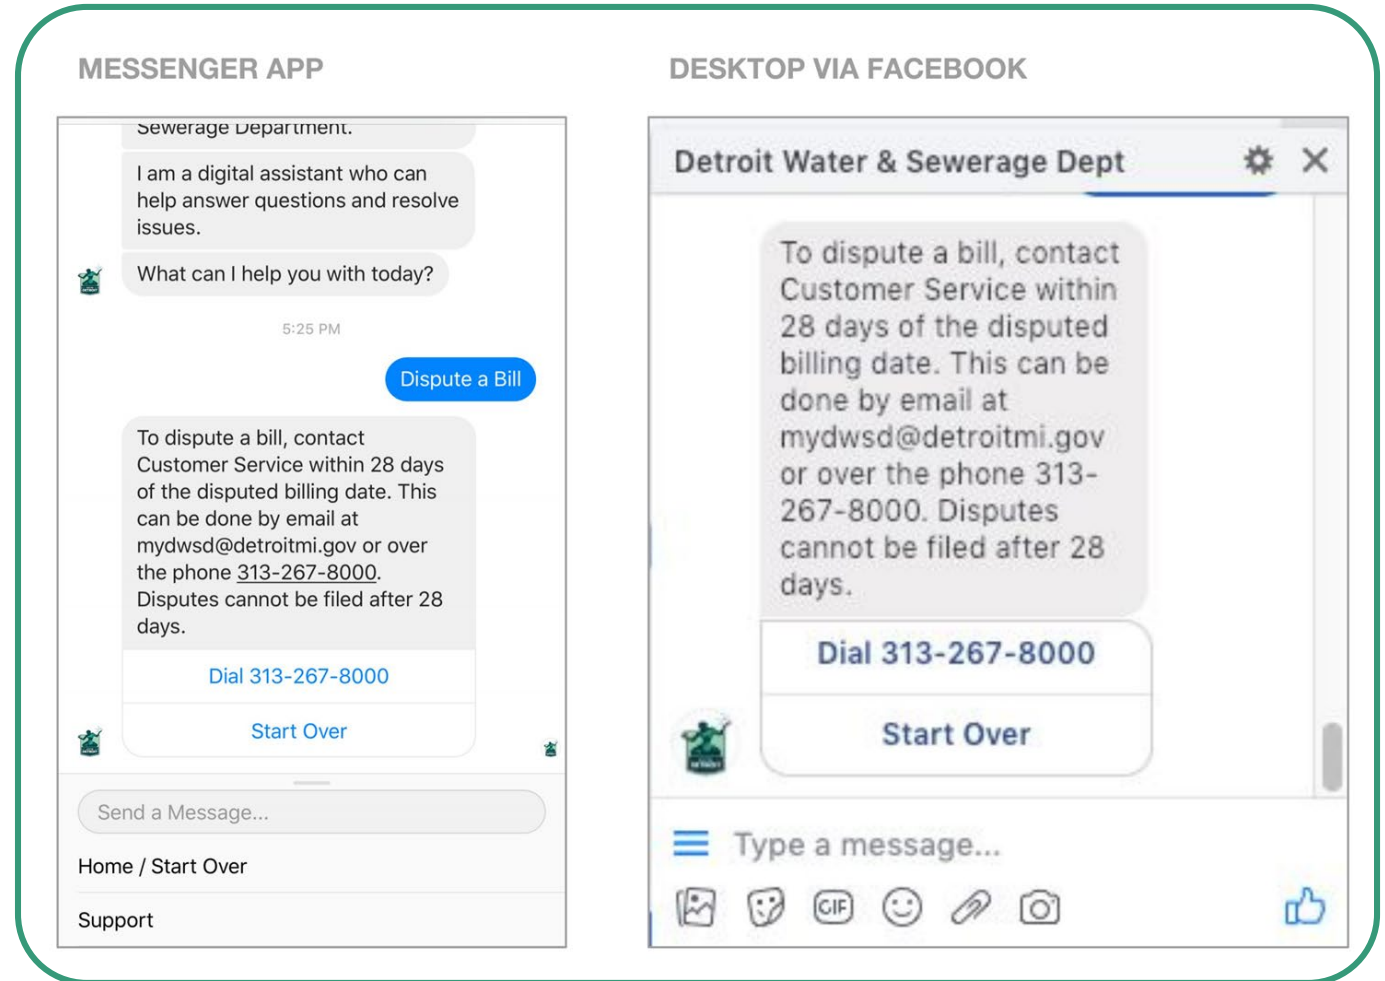 MESSENGER APP
Sewerage Department.
I am a digital assistant who can
help answer questions and resolve
issues.
What can I help you with today?
5:25 PM
Dispute a Bill
To dispute a bill, contact
Customer Service within 28 days
of the disputed billing date. This
can be done by email at
mydwsd@detroitmi.gov or over
the phone 313-267-8000.
Disputes cannot be filed after 28
days.
Dial 313-267-8000
Start Over
Send a Message...
Home / Start Over
Support
DESKTOP VIA FACEBOOK
Detroit Water & Sewerage Dept
To dispute a bill, contact
Customer Service within
28 days of the disputed
billing date. This can be
done by email at
mydwsd@detroitmi.gov
or over the phone 313-
267-8000. Disputes
cannot be filed after 28
days.
Dial 313-267-8000
Start Over
Type a message...
GIF